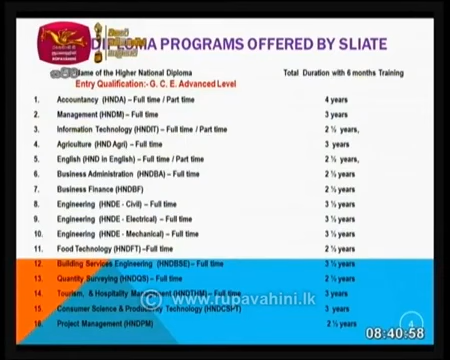 DIPLOMA PROGRAMS OFFERED BY SLIATE
Name of the Higher National Diploma Total Duration with 6 months Training
Entry Qualification:- G. C. E. Advanced Level
1. Accountancy (HNDA) – Full time / Part time 4 years
2. Management (HNDM) – Full time 3 years
3. Information Technology (HNDIT) – Full time / Part time 2 ½ years,
4. Agriculture (HND Agri) – Full time 3 years
5. English (HND in English) – Full time / Part time 2 ½ years,
6. Business Administration (HNDBA) – Full time 2 ½ years
7. Business Finance (HNDBF) 2 ½ years
8. Engineering (HNDE - Civil) – Full time 3 ½ years
9. Engineering (HNDE - Electrical) – Full time 3 ½ years
10. Engineering (HNDE - Mechanical) – Full time 3 ½ years
11. Food Technology (HNDFT) –Full time 2 ½ years
12. Building Services Engineering (HNDBSE) – Full time 3 ½ years
13. Quantity Surveying (HNDQS) – Full time 2 ½ years
14. Tourism, & Hospitality Management (HNDTHM) – Full time 3 years
15. Consumer Science & Productivity Technology (HNDCSPT) 3 years
16. Project Management (HNDPM) 2 ½ years
© www.rupavahini.lk
4
08:40:58